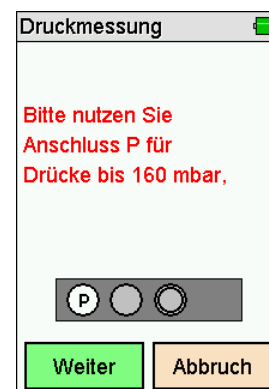 Druckmessung
Bitte nutzen Sie
Anschluss P für
Drücke bis 160 mbar,
P
Weiter Abbruch